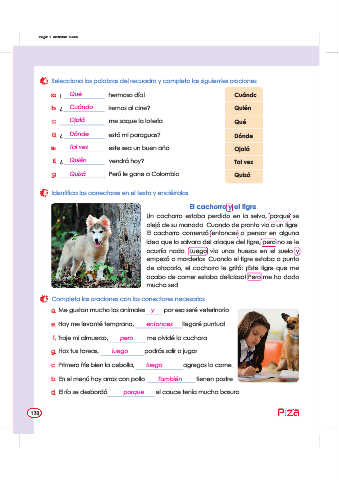 Selecciona las palabras del recuadro y completa las siguientes oraciones
a. ¡ Qué hermoso día!
b. ¿ Cuándo iremos al cine?
c. Ojalá me saque la lotería
d. ¿ Dónde está mi paraguas?
e. Tal vez este sea un buen año
f. ¿ Quién vendrá hoy?
g. Quizá Perú le gane a Colombia
Cuándo
Quién
Qué
Dónde
Ojalá
Tal vez
Quizá
Identifica los conectores en el texto y enciérralos
El cachorro y el tigre
Un cachorro estaba perdido en la selva, porque se
alejó de su manada. Cuando de pronto vio a un tigre.
El cachorro comenzó entonces a pensar en alguna
idea que lo salvara del ataque del tigre, pero no se le
ocurría nada. Luego vio unos huesos en el suelo y
empezó a morderlos. Cuando el tigre estaba a punto
de atacarlo, el cachorro le gritó: ¡Este tigre que me
acabo de comer estaba delicioso! Pero me ha dado
mucha sed.
Completa las oraciones con los conectores necesarios
a. Me gustan mucho los animales y por eso seré veterinario
e. Hoy me levanté temprano, entonces llegaré puntual
f. Traje mi almuerzo, pero me olvidé la cuchara
g. Haz tus tareas, luego podrás salir a jugar
c. Primero fríe bien la cebolla, luego agregas la carne.
b. En el menú hay arroz con pollo. También tienen postre
d. El río se desbordó porque el cauce tenía mucha basura